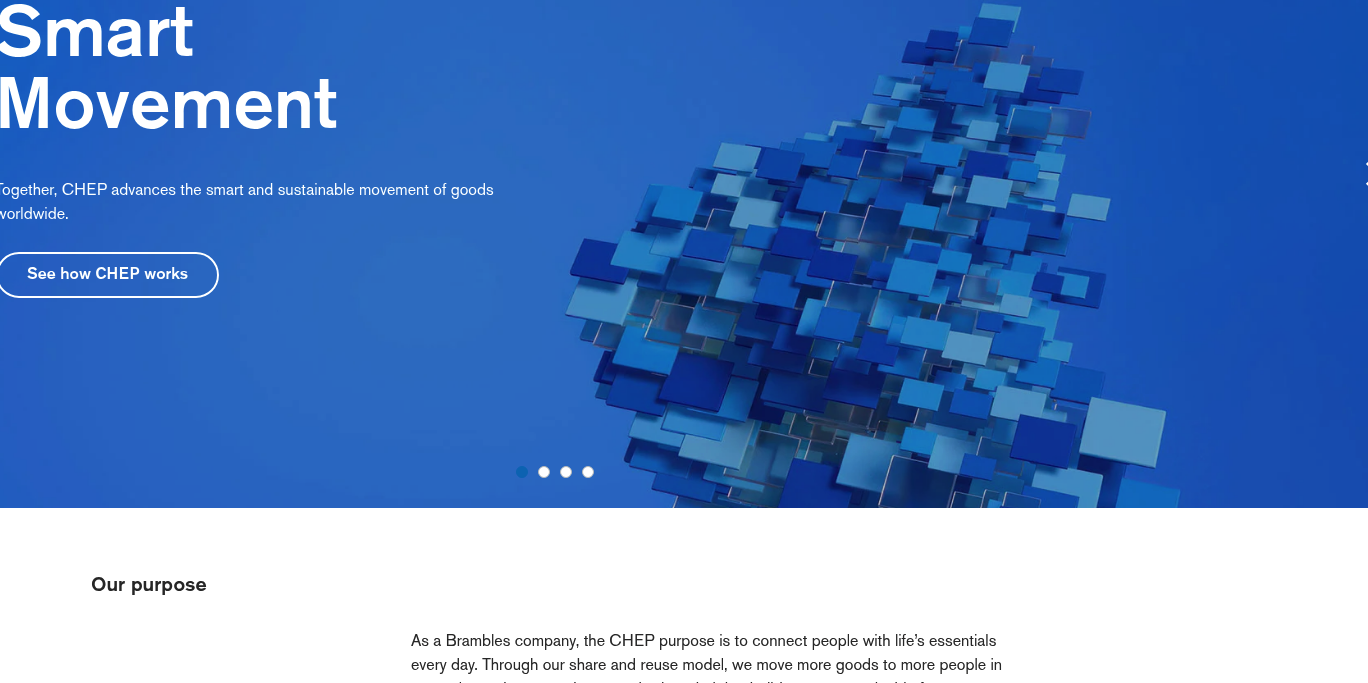 Smart
Movement
Together, CHEP advances the smart and sustainable movement of goods
worldwide.
See how CHEP works
Our purpose
As a Brambles company, the CHEP purpose is to connect people with life’s essentials
every day. Through our share and reuse model, we move more goods to more people in